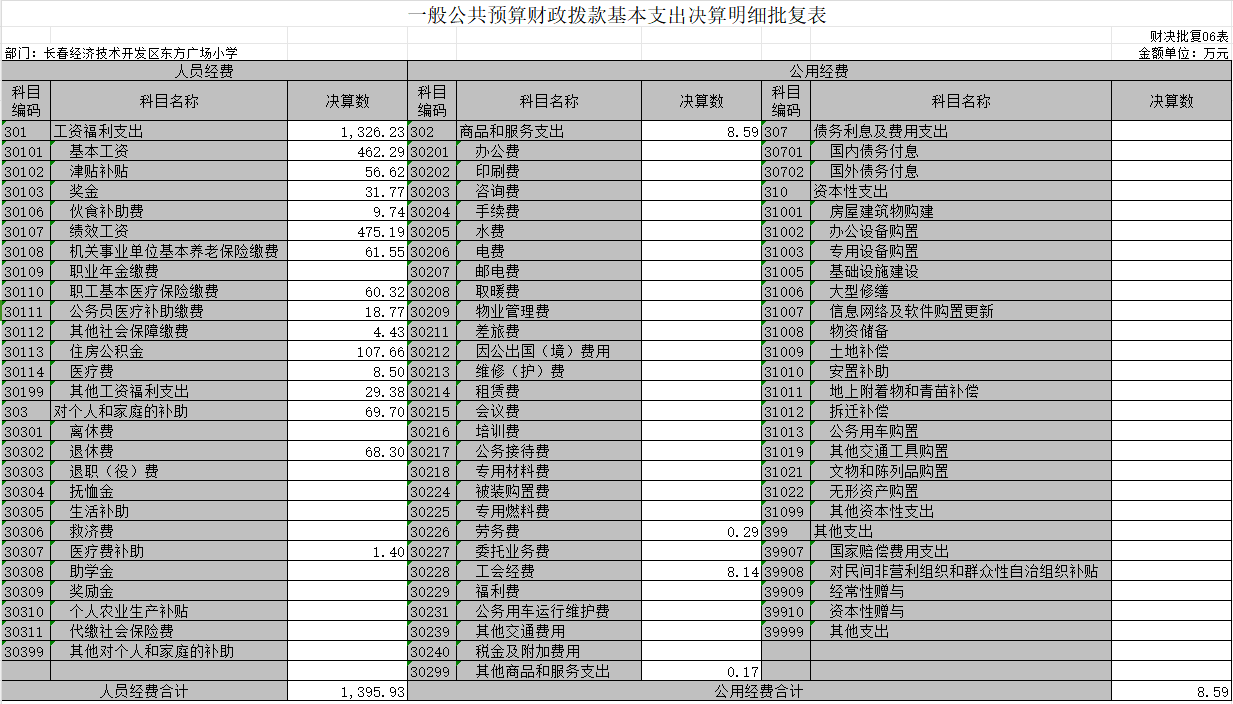 一般公共预算财政拨款基本支出决算明细批复表
财决批复06表
部门：长春经济技术开发区东方广场小学 金额单位：万元
人员经费 公用经费
科目编码 科目名称 决算数 科目编码 科目名称 决算数 科目编码 科目名称 决算数
301 工资福利支出 1,326.23 302 商品和服务支出 8.59 307 债务利息及费用支出
30101 基本工资 462.29 30201 办公费 30701 国内债务付息
30102 津贴补贴 56.62 30202 印刷费 30702 国外债务付息
30103 奖金 31.77 30203 咨询费 310 资本性支出
30106 伙食补助费 9.74 30204 手续费 31001 房屋建筑物购建
30107 绩效工资 475.19 30205 水费 31002 办公设备购置
30108 机关事业单位基本养老保险缴费 61.55 30206 电费 31003 专用设备购置
30109 职业年金缴费 30207 邮电费 31005 基础设施建设
30110 职工基本医疗保险缴费 60.32 30208 取暖费 31006 大型修缮
30111 公务员医疗补助缴费 18.77 30209 物业管理费 31007 信息网络及软件购置更新
30112 其他社会保障缴费 4.43 30211 差旅费 31008 物资储备
30113 住房公积金 107.66 30212 因公出国（境）费用 31009 土地补偿
30114 医疗费 8.50 30213 维修（护）费 31010 安置补助
30199 其他工资福利支出 29.38 30214 租赁费 31011 地上附着物和青苗补偿
303 对个人和家庭的补助 69.70 30215 会议费 31012 拆迁补偿
30301 离休费 30216 培训费 31013 公务用车购置
30302 退休费 68.30 30217 公务接待费 31019 其他交通工具购置
30303 退职（役）费 30218 专用材料费 31021 文物和陈列品购置
30304 抚恤金 30224 被装购置费 31022 无形资产购置
30305 生活补助 30225 专用燃料费 31099 其他资本性支出
30306 救济费 30226 劳务费 0.29 399 其他支出
30307 医疗费补助 1.40 30227 委托业务费 39907 国家赔偿费用支出
30308 助学金 30228 工会经费 8.14 39908 对民间非营利组织和群众性自治组织补贴
30309 奖励金 30229 福利费 39909 经常性赠与
30310 个人农业生产补贴 30231 公务用车运行维护费 39910 资本性赠与
30311 代缴社会保险费 30239 其他交通费用 39999 其他支出
30399 其他对个人和家庭的补助 30240 税金及附加费用
30299 其他商品和服务支出 0.17
人员经费合计 1,395.93 公用经费合计 8.59